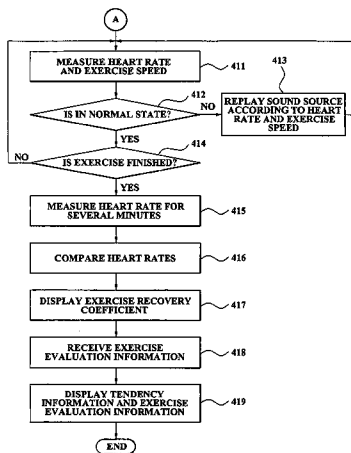 A
MEASURE HEART RATE
AND EXERCISE SPEED
411
412
IS IN NORMAL STATE?
NO
413
REPLAY SOUND SOURCE
ACCORDING TO HEART
RATE AND EXERCISE
SPEED
YES
414
NO
IS EXERCISE FINISHED?
YES
MEASURE HEART RATE FOR
SEVERAL MINUTES
415
COMPARE HEART RATES
416
DISPLAY EXERCISE RECOVERY
COEFFICIENT
417
RECEIVE EXERCISE
EVALUATION INFORMATION
418
DISPLAY TENDENCY
INFORMATION AND EXERCISE
EVALUATION INFORMATION
419
END